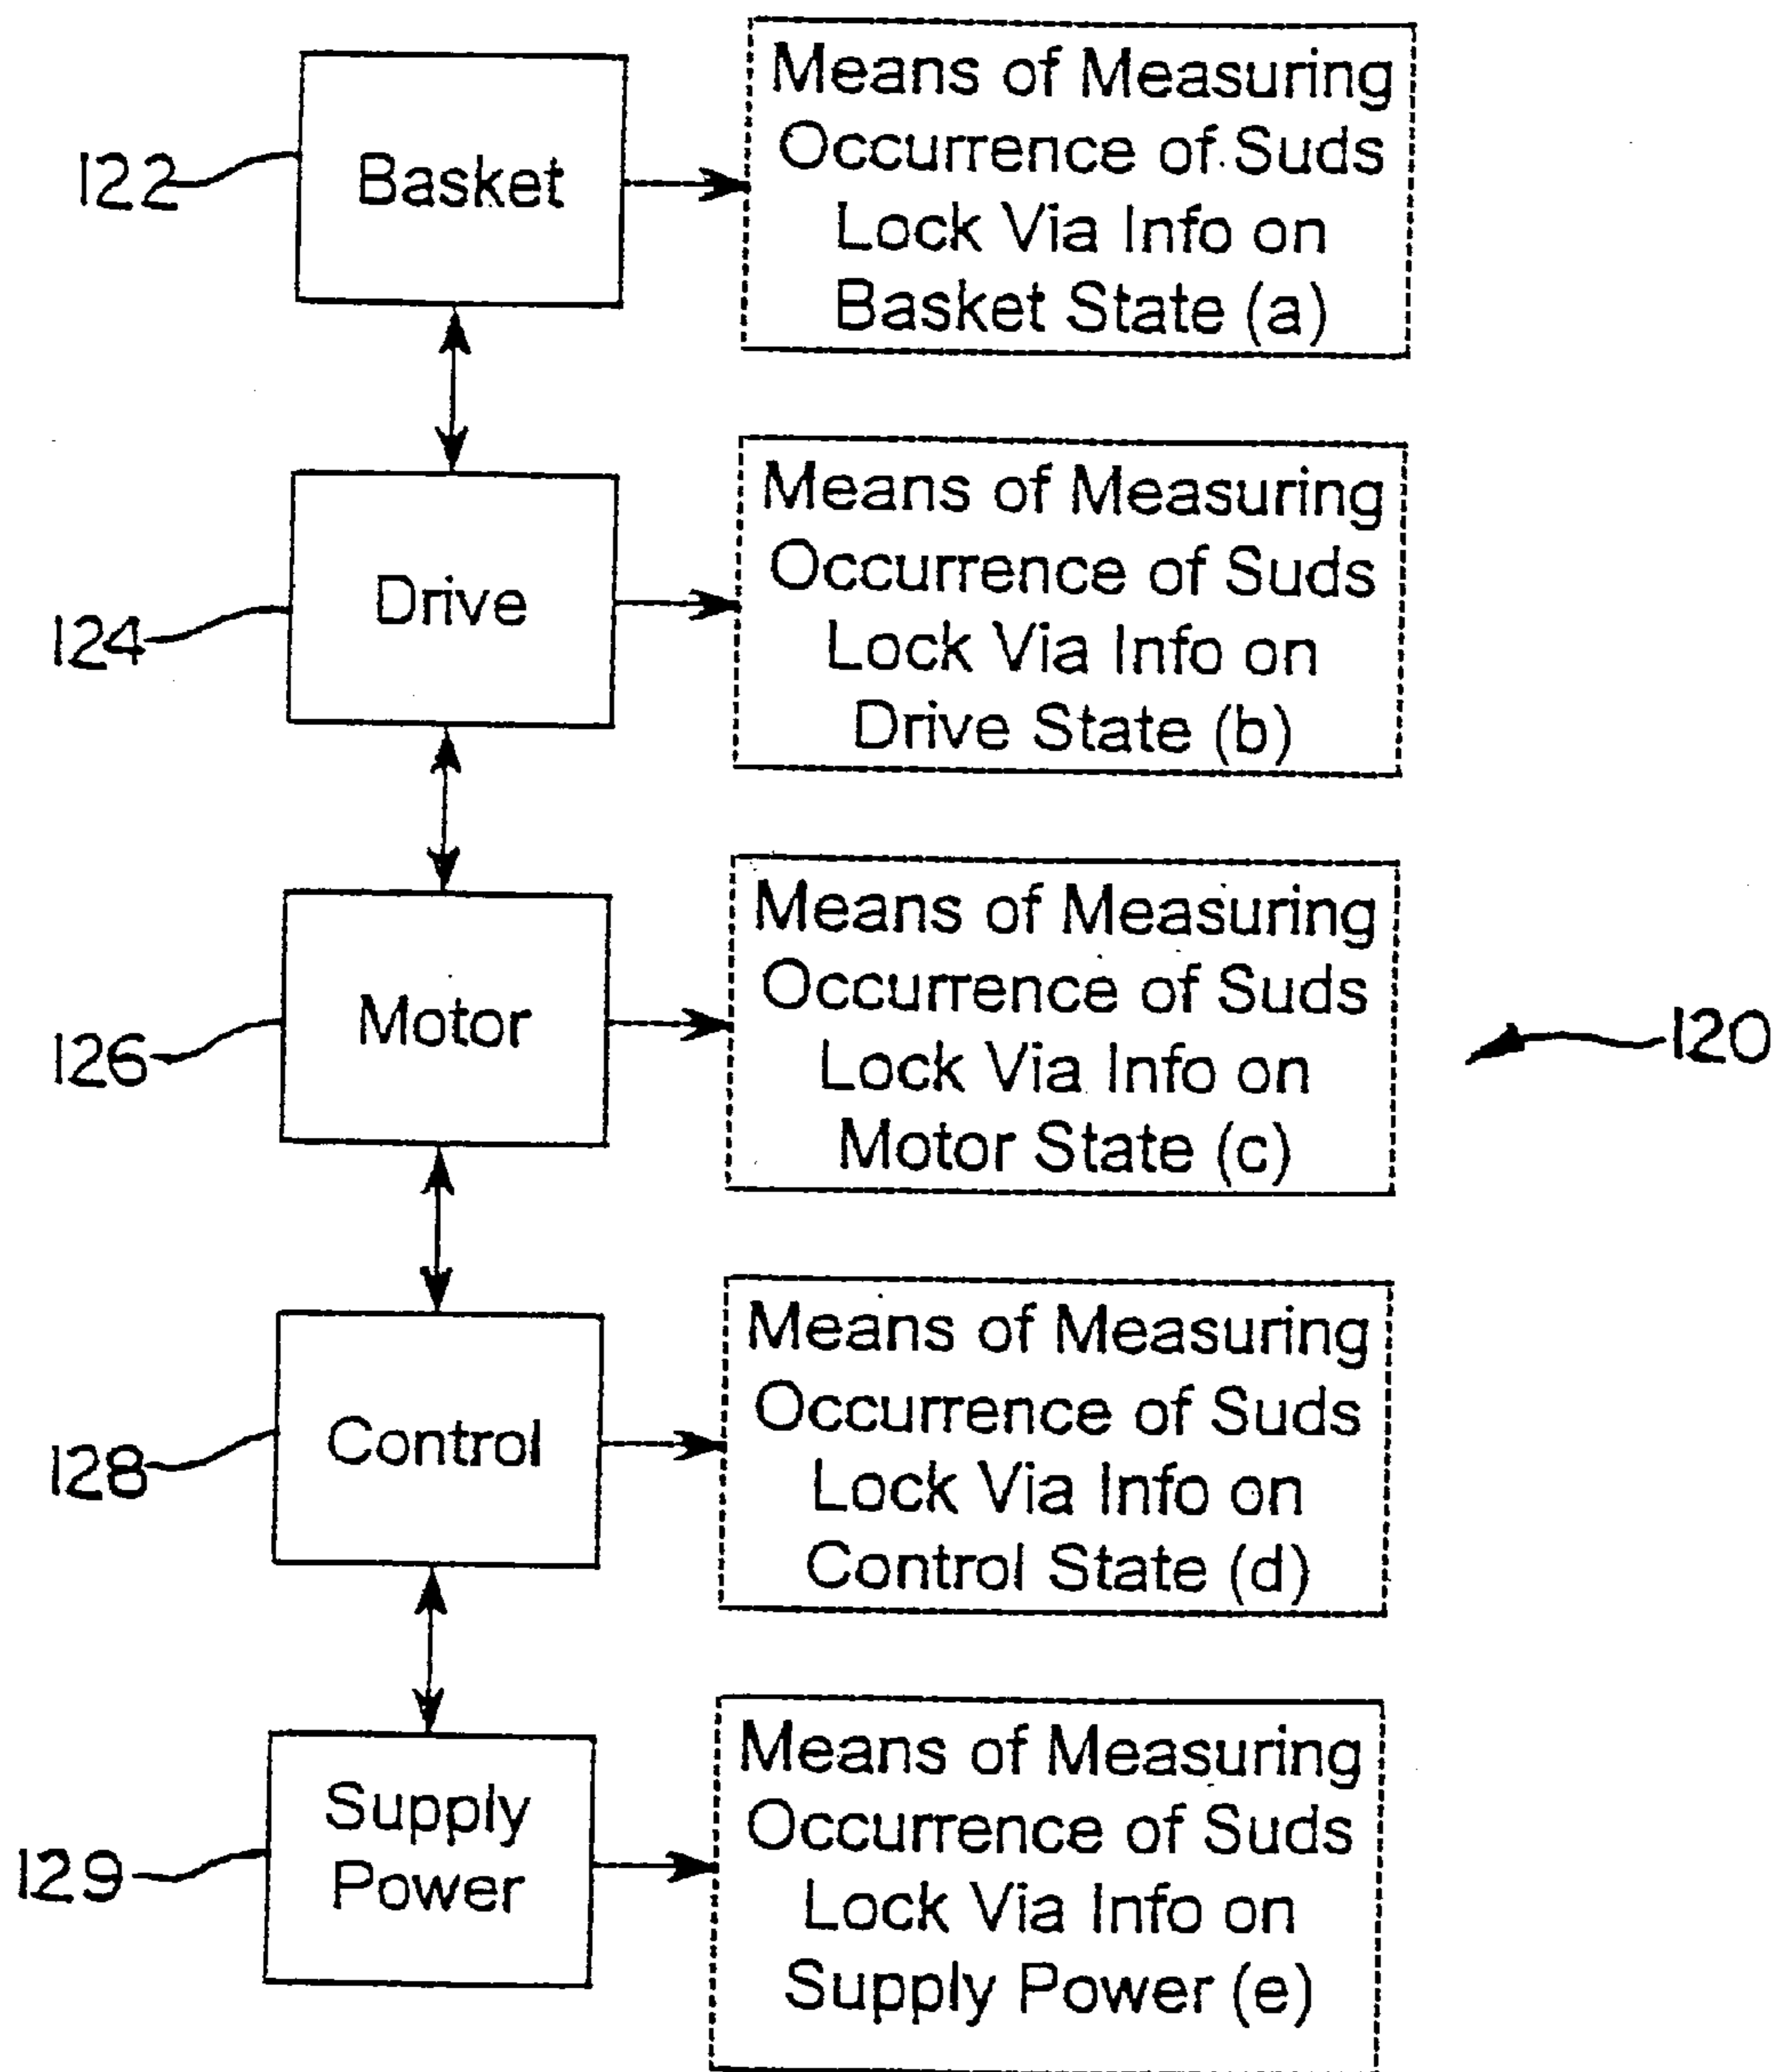 122
Basket
Means of Measuring
Occurrence of Suds
Lock Via Info on
Basket State (a)
124
Drive
Means of Measuring
Occurrence of Suds
Lock Via Info on
Drive State (b)
126
Motor
Means of Measuring
Occurrence of Suds
Lock Via Info on
Motor State (c)
120
128
Control
Means of Measuring
Occurrence of Suds
Lock Via Info on
Control State (d)
129
Supply
Power
Means of Measuring
Occurrence of Suds
Lock Via Info on
Supply Power (e)